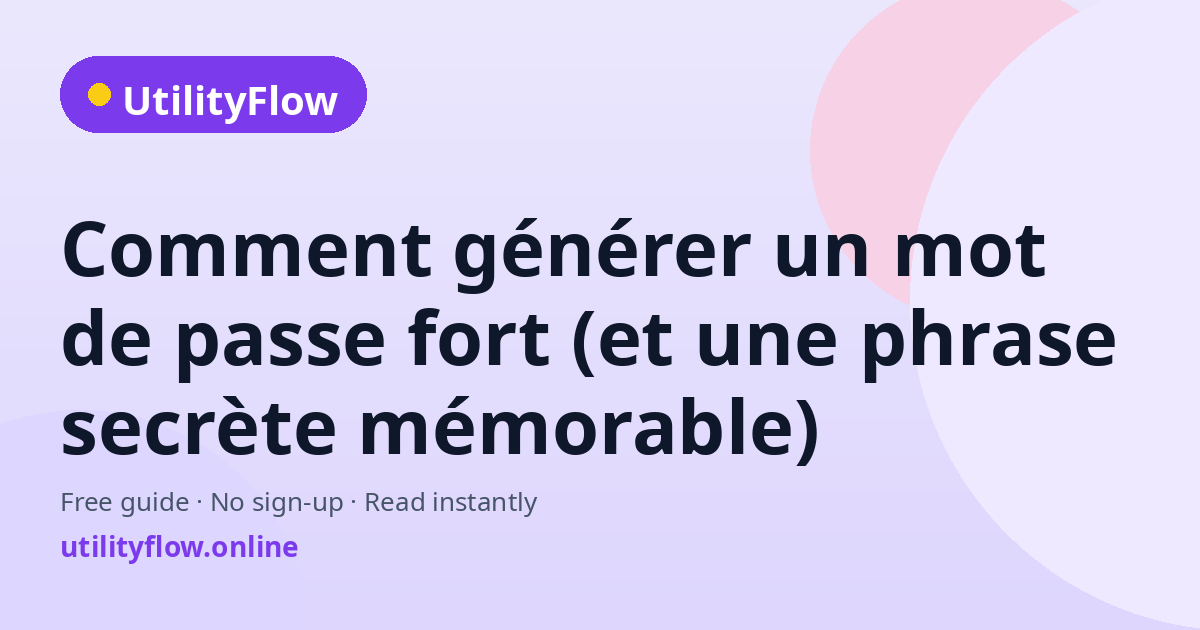 UtilityFlow
Comment générer un mot
de passe fort (et une phrase
secrète mémorable)
Free guide · No sign-up · Read instantly
utilityflow.online